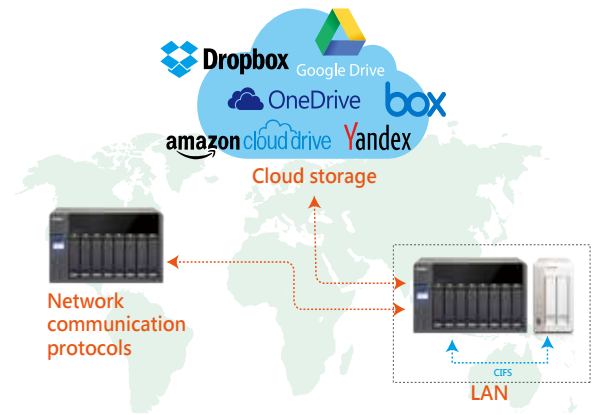 Dropbox
Google Drive
OneDrive
box
amazon cloud drive
Yandex
Cloud storage
Network
communication
protocols
CIFS
LAN